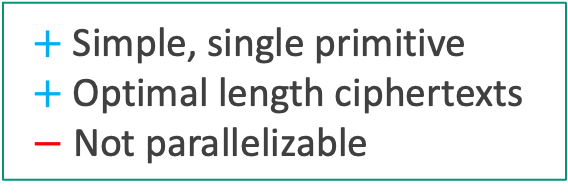 + Simple, single primitive
+ Optimal length ciphertexts
− Not parallelizable